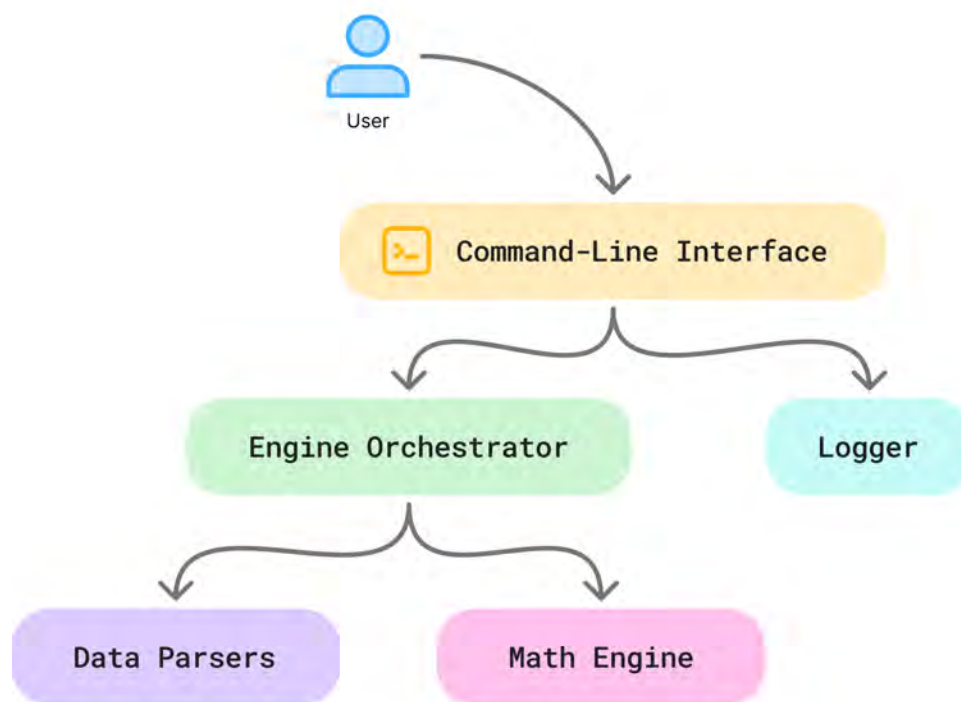 User
Command-Line Interface
Engine Orchestrator
Logger
Data Parsers
Math Engine